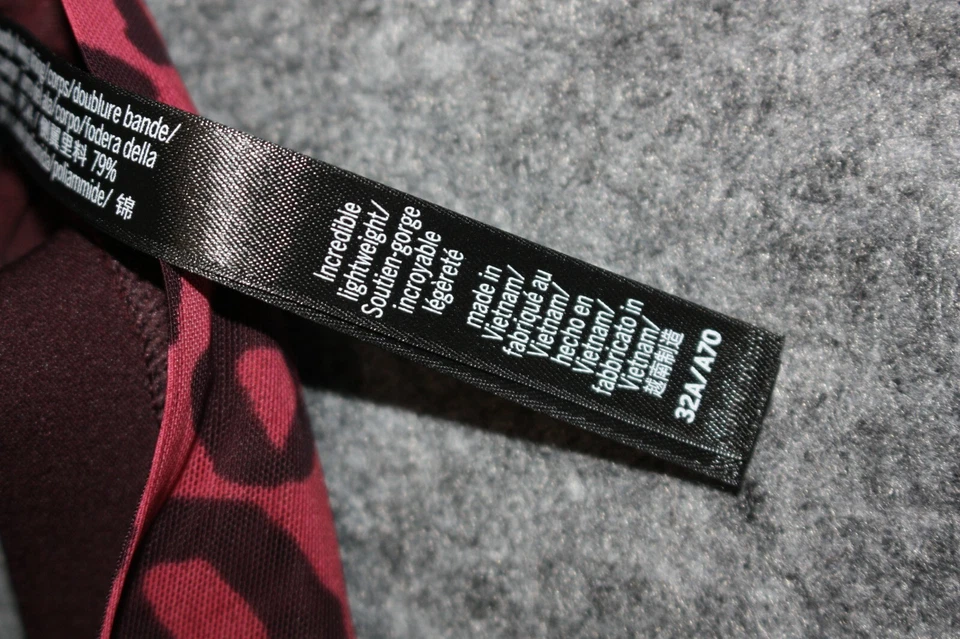 corps/doublure bande/
corpo/fodera della
里料 79%
poliammide/ 锦
Incredible
lightweight/
Soutien-gorge
incroyable
légèreté
made in
Vietnam/
fabriqué au
Vietnam/
hecho en
Vietnam/
fabbricato in
Vietnam/
越南制造
32A/A70